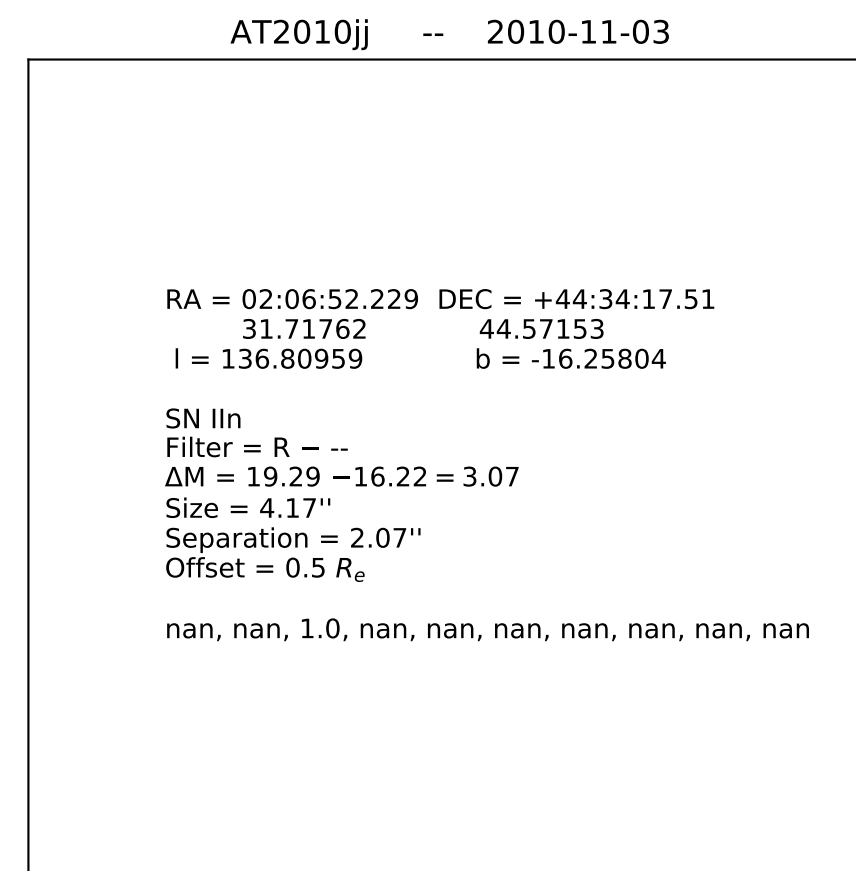 AT2010jj -- 2010-11-03
RA = 02:06:52.229 DEC = +44:34:17.51
31.71762 44.57153
l = 136.80959 b = -16.25804
SN IIn
Filter = R − --
ΔM = 19.29 −16.22 = 3.07
Size = 4.17''
Separation = 2.07''
Offset = 0.5 Re
nan, nan, 1.0, nan, nan, nan, nan, nan, nan, nan